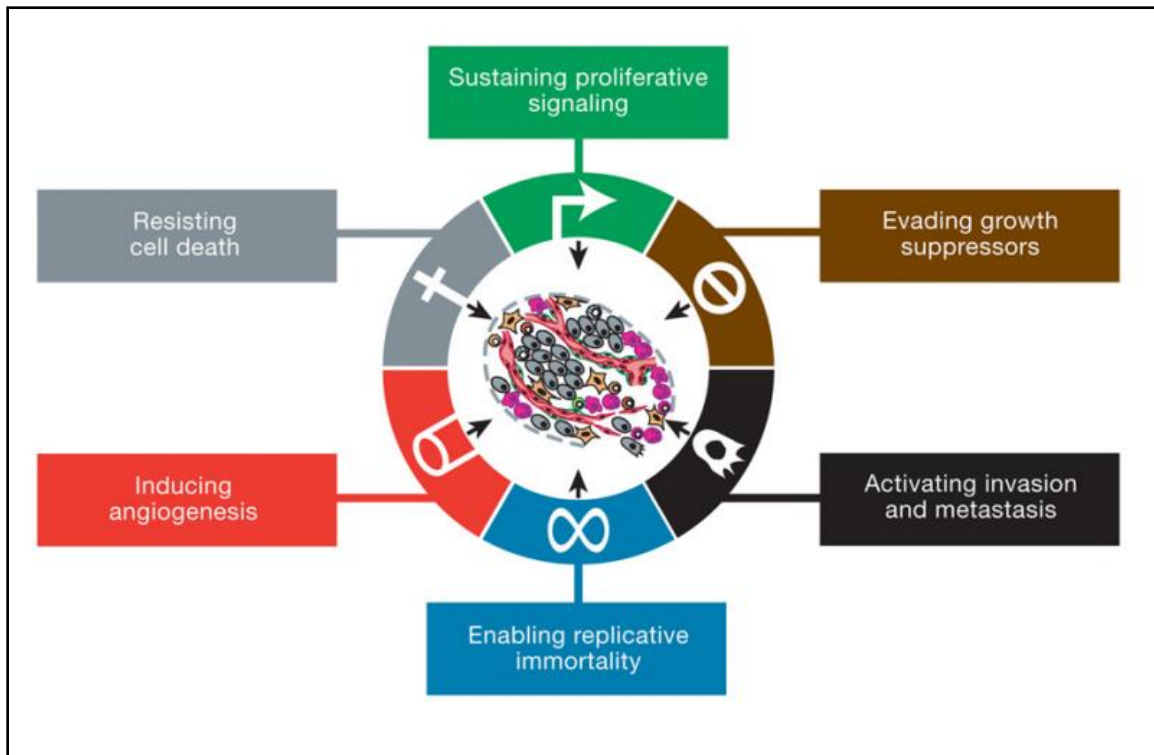 Sustaining proliferative
signaling
Resisting
cell death
Evading growth
suppressors
Inducing
angiogenesis
Activating invasion
and metastasis
Enabling replicative
immortality